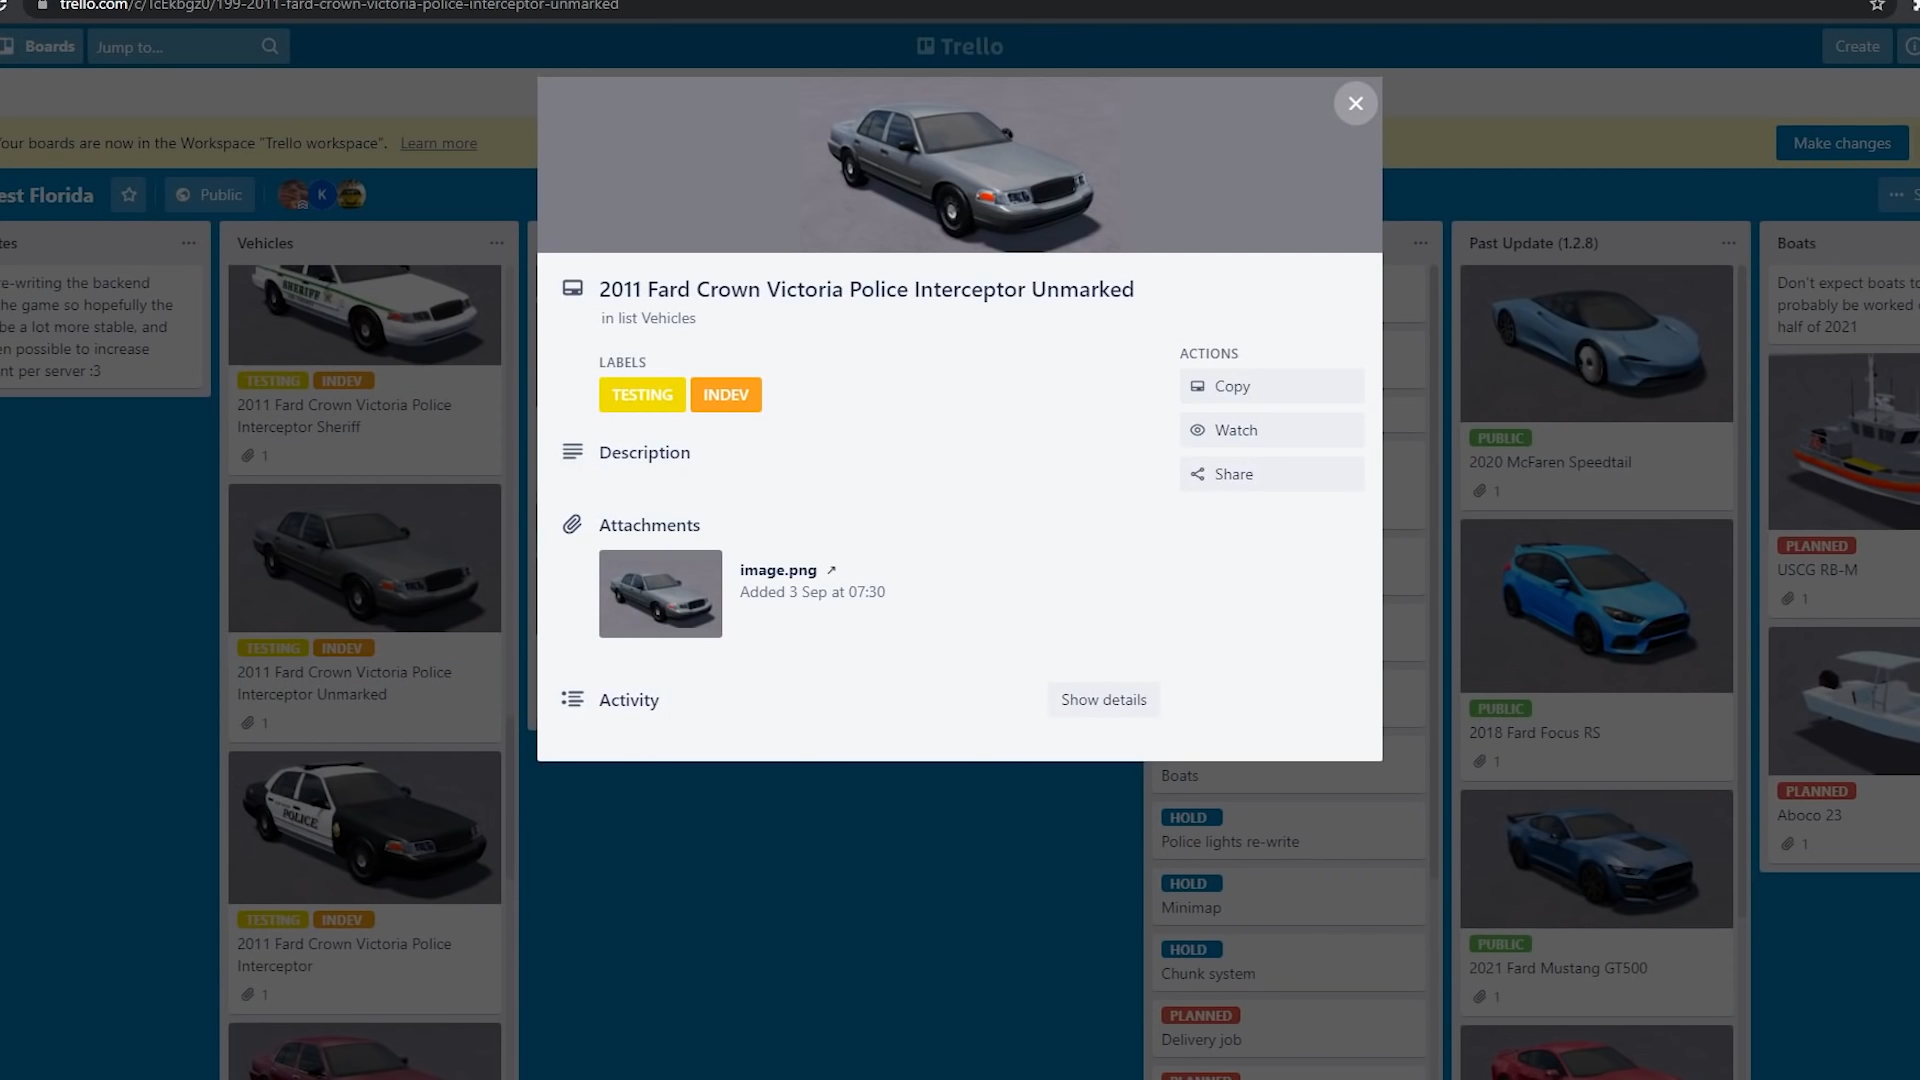 trello.com/c/1cEkbgz0/199-2011-fard-crown-victoria-police-interceptor-unmarked
Boards
Jump to...
Trello
Create
Your boards are now in the Workspace "Trello workspace". Learn more
Make changes
est Florida
Public
K
tes
re-writing the backend
he game so hopefully the
be a lot more stable, and
en possible to increase
nt per server :3
Vehicles
SHERIFF
TESTING INDEV
2011 Fard Crown Victoria Police
Interceptor Sheriff
1
TESTING INDEV
2011 Fard Crown Victoria Police
Interceptor Unmarked
1
POLICE
TESTING INDEV
2011 Fard Crown Victoria Police
Interceptor
1
2011 Fard Crown Victoria Police Interceptor Unmarked
in list Vehicles
LABELS
TESTING INDEV
Description
Attachments
image.png
Added 3 Sep at 07:30
Activity
Show details
ACTIONS
Copy
Watch
Share
Boats
HOLD
Police lights re-write
HOLD
Minimap
HOLD
Chunk system
PLANNED
Delivery job
PLANNED
Past Update (1.2.8)
PUBLIC
2020 McFaren Speedtail
1
PUBLIC
2018 Fard Focus RS
1
PUBLIC
2021 Fard Mustang GT500
1
Boats
Don't expect boats to
probably be worked o
half of 2021
PLANNED
USCG RB-M
1
PLANNED
Aboco 23
1